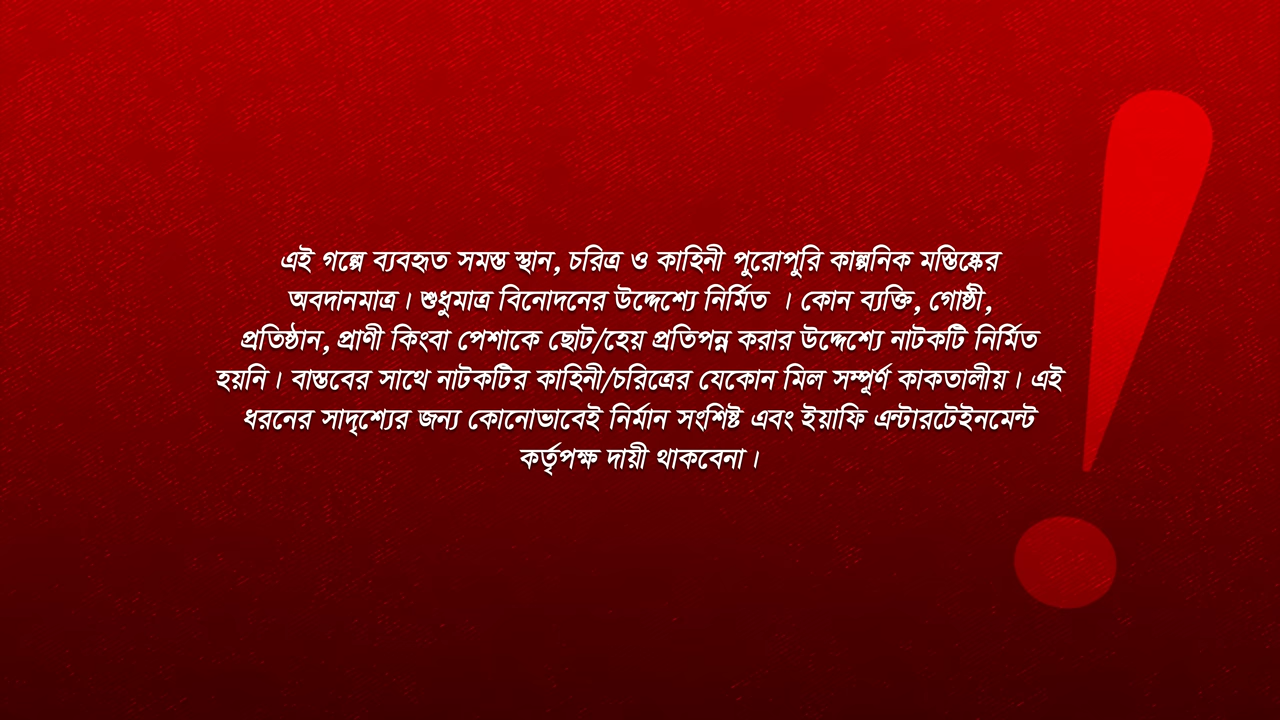 এই গল্পে ব্যবহৃত সমস্ত স্থান, চরিত্র ও কাহিনী পুরোপুরি কাল্পনিক মস্তিষ্কের
অবদানমাত্র। শুধুমাত্র বিনোদনের উদ্দেশ্যে নির্মিত । কোন ব্যক্তি, গোষ্ঠী,
প্রতিষ্ঠান, প্রাণী কিংবা পেশাকে ছোট/হেয় প্রতিপন্ন করার উদ্দেশ্যে নাটকটি নির্মিত
হয়নি। বাস্তবের সাথে নাটকটির কাহিনী/চরিত্রের যেকোন মিল সম্পূর্ণ কাকতালীয়। এই
ধরনের সাদৃশ্যের জন্য কোনোভাবেই নির্মান সংশিষ্ট এবং ইয়াফি এন্টারটেইনমেন্ট
কর্তৃপক্ষ দায়ী থাকবেনা।